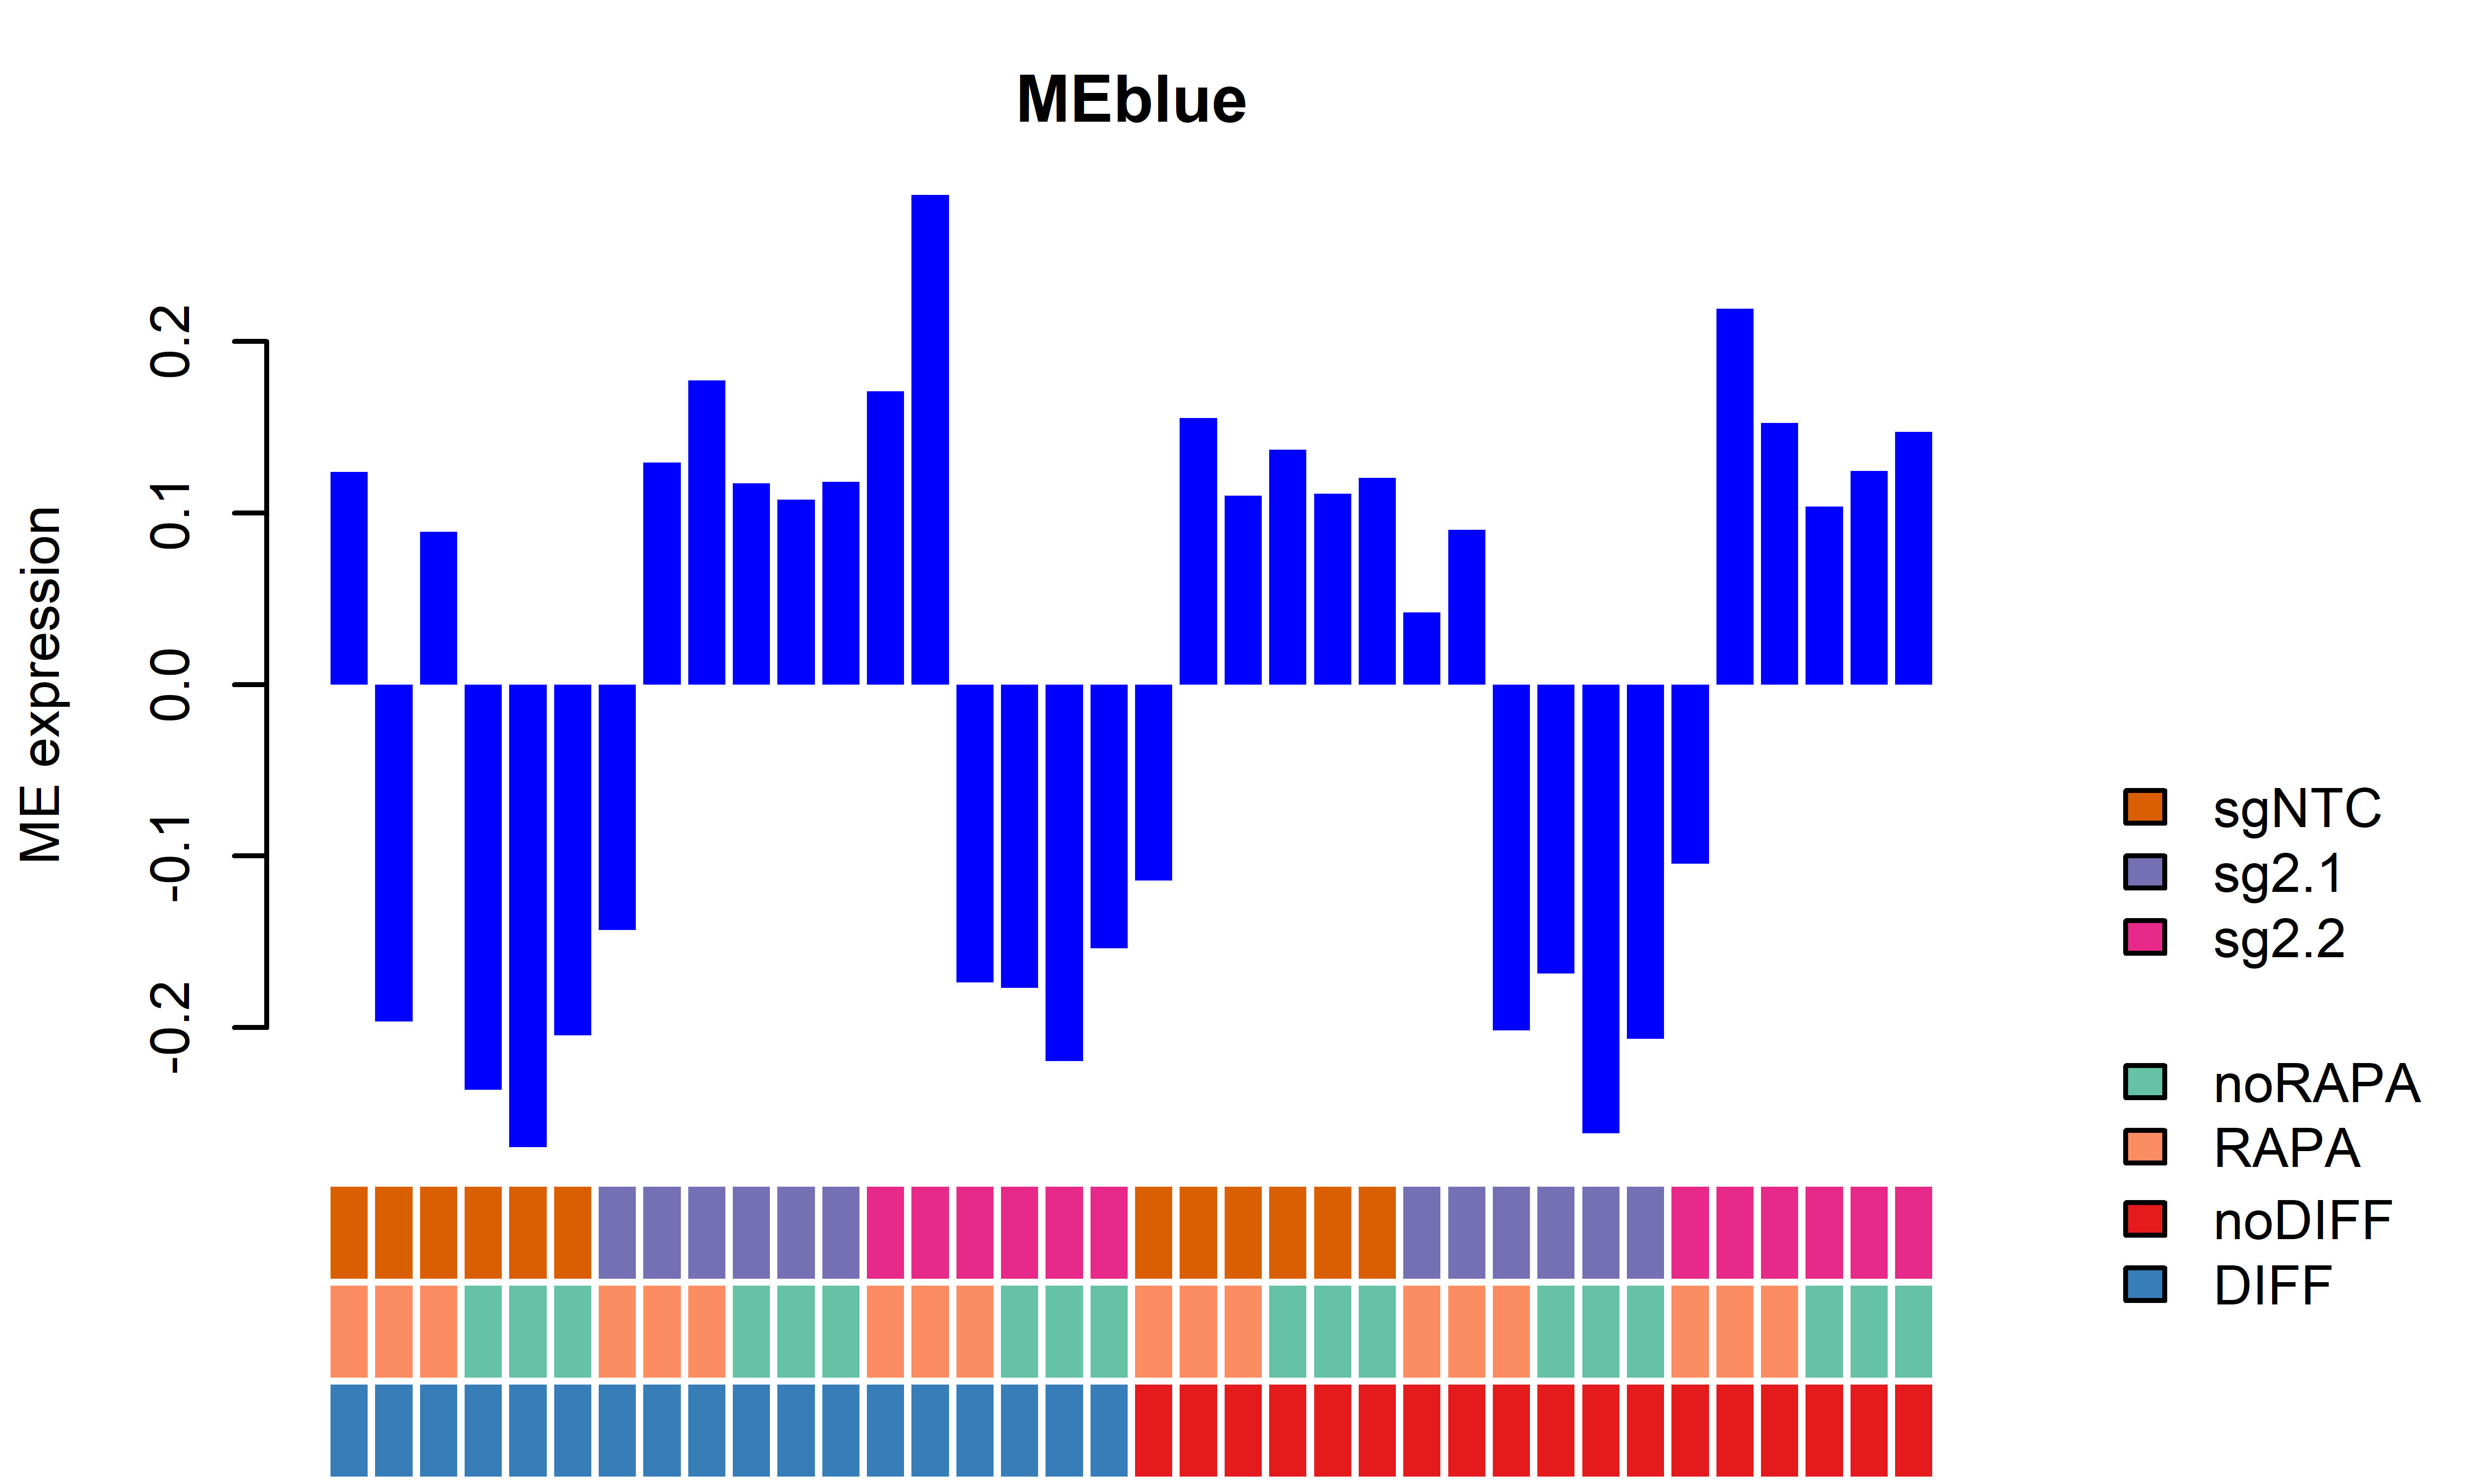 MEblue
ME expression
0.2
0.1
0.0
-0.1
-0.2
sgNTC
sg2.1
sg2.2
noRAPA
RAPA
noDIFF
DIFF